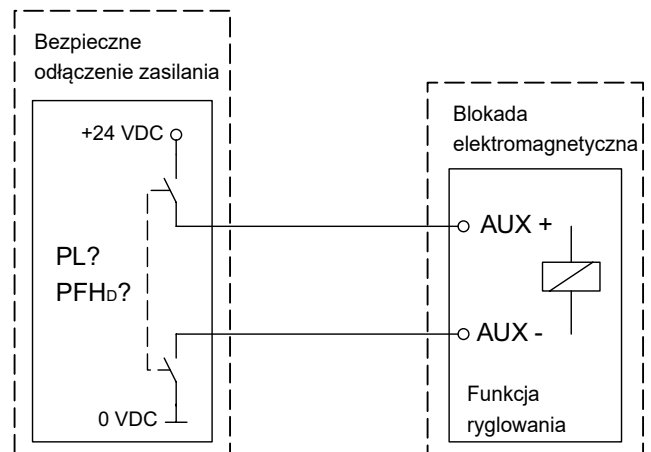 Bezpieczne
odłączenie zasilania
+24 VDC
PL?
PFHD?
0 VDC
Blokada
elektromagnetyczna
AUX +
AUX -
Funkcja
ryglowania